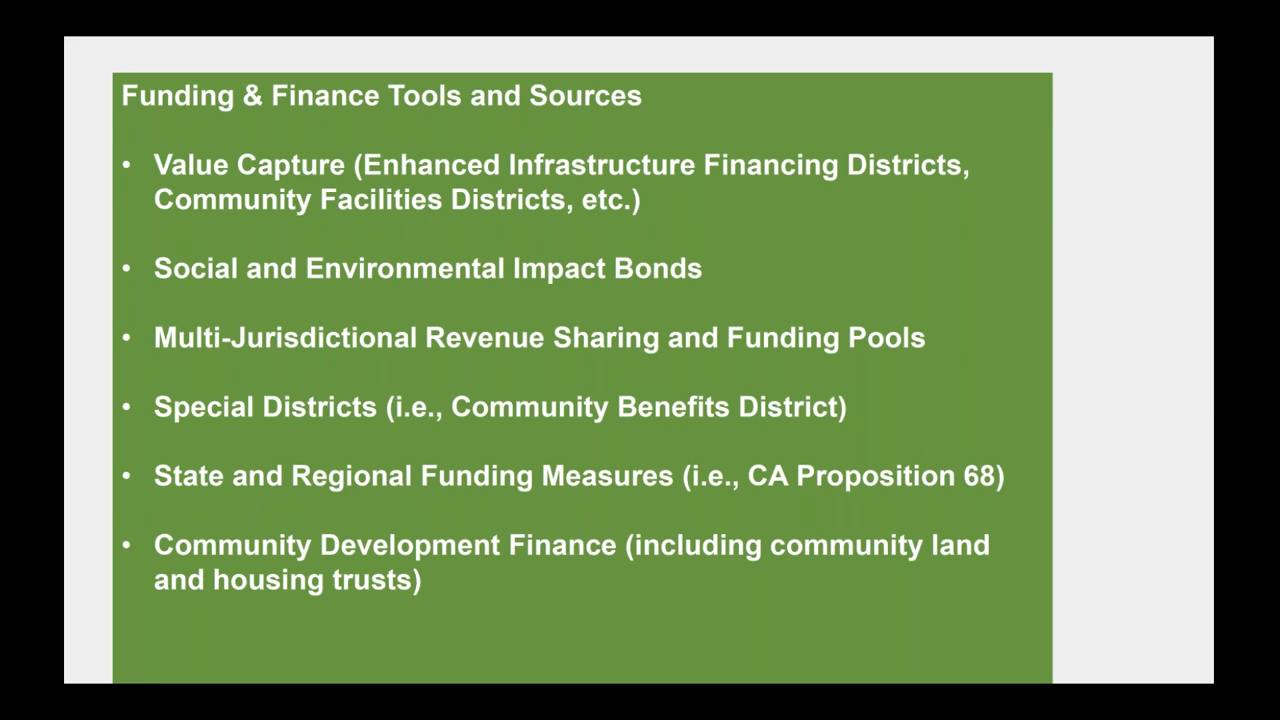 Funding & Finance Tools and Sources
• Value Capture (Enhanced Infrastructure Financing Districts,
Community Facilities Districts, etc.)
• Social and Environmental Impact Bonds
• Multi-Jurisdictional Revenue Sharing and Funding Pools
• Special Districts (i.e., Community Benefits District)
• State and Regional Funding Measures (i.e., CA Proposition 68)
• Community Development Finance (including community land
and housing trusts)